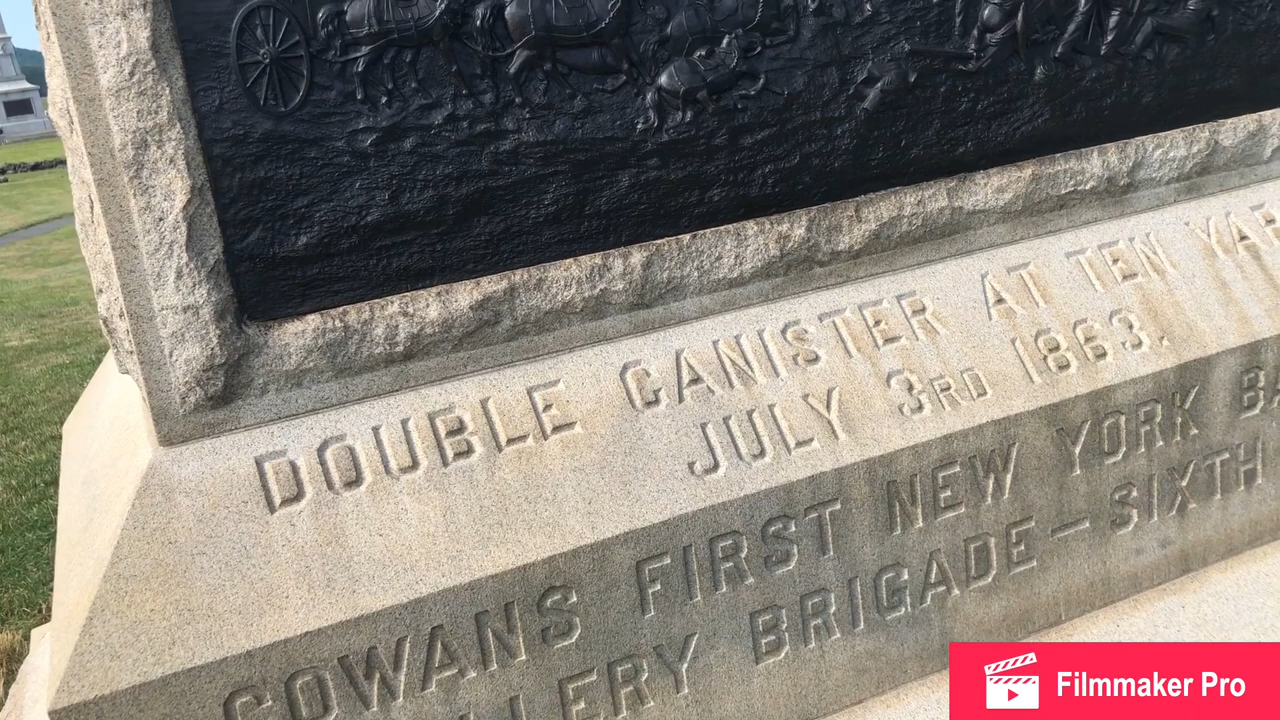 DOUBLE CANISTER AT TEN
JULY 3RD 1863.
COWANS FIRST NEW YORK
BRIGADE—SIXTH
Filmmaker Pro